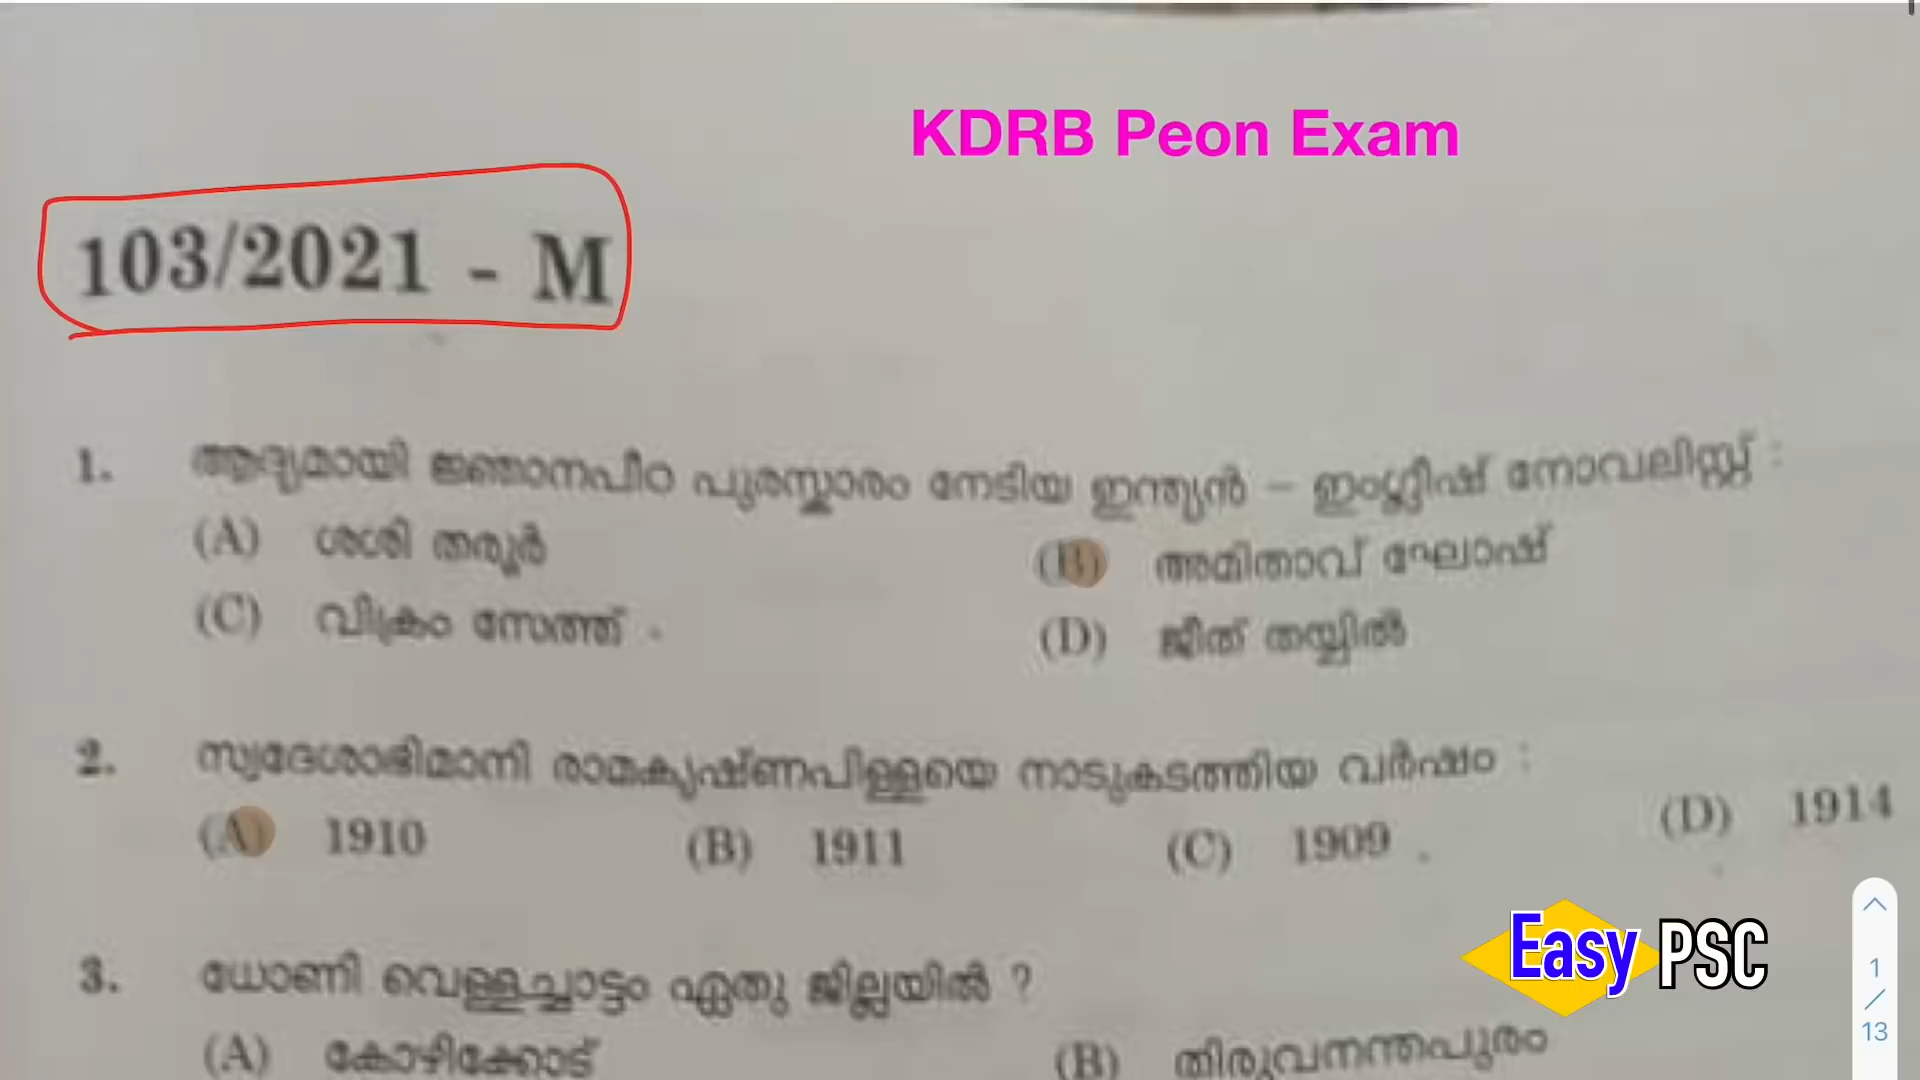 KDRB Peon Exam
103/2021 - M
1. ആദ്യമായി ജ്ഞാനപീഠ പുരസ്കാരം നേടിയ ഇന്ത്യൻ – ഇംഗ്ലീഷ് നോവലിസ്റ്റ് :
(A) ശശി തരൂർ (B) അമിതാവ് ഘോഷ്
(C) വിക്രം സേത്ത് (D) ജീത് തയ്യിൽ
2. സ്വദേശാഭിമാനി രാമകൃഷ്ണപിള്ളയെ നാടുകടത്തിയ വർഷം :
(A) 1910 (B) 1911 (C) 1909 (D) 1914
3. ധോണി വെള്ളച്ചാട്ടം ഏതു ജില്ലയിൽ ?
(A) കോഴിക്കോട് (B) തിരുവനന്തപുരം
Easy PSC
1
/
13